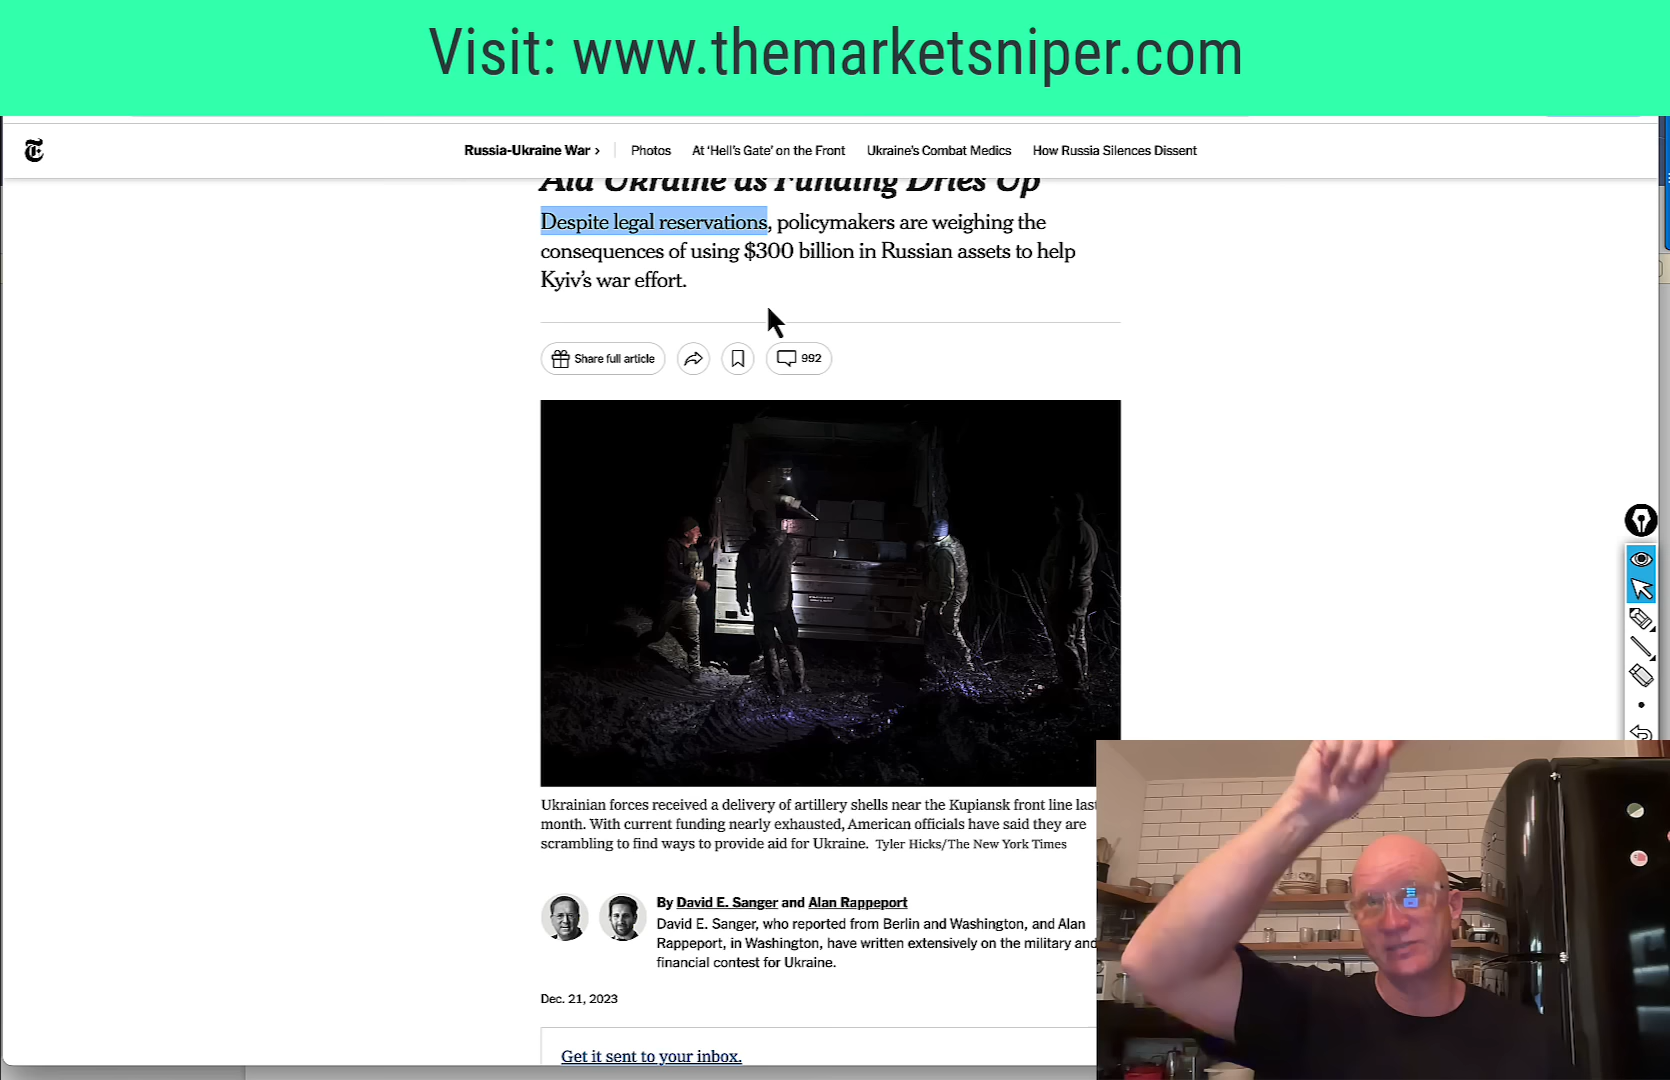 Visit: www.themarketsniper.com
Russia-Ukraine War > Photos At 'Hell's Gate' on the Front Ukraine's Combat Medics How Russia Silences Dissent
Aid Ukraine as Funding Dries Up
Despite legal reservations, policymakers are weighing the
consequences of using $300 billion in Russian assets to help
Kyiv's war effort.
Share full article 992
Ukrainian forces received a delivery of artillery shells near the Kupiansk front line last
month. With current funding nearly exhausted, American officials have said they are
scrambling to find ways to provide aid for Ukraine. Tyler Hicks/The New York Times
By David E. Sanger and Alan Rappeport
David E. Sanger, who reported from Berlin and Washington, and Alan
Rappeport, in Washington, have written extensively on the military and
financial contest for Ukraine.
Dec. 21, 2023
Get it sent to your inbox.